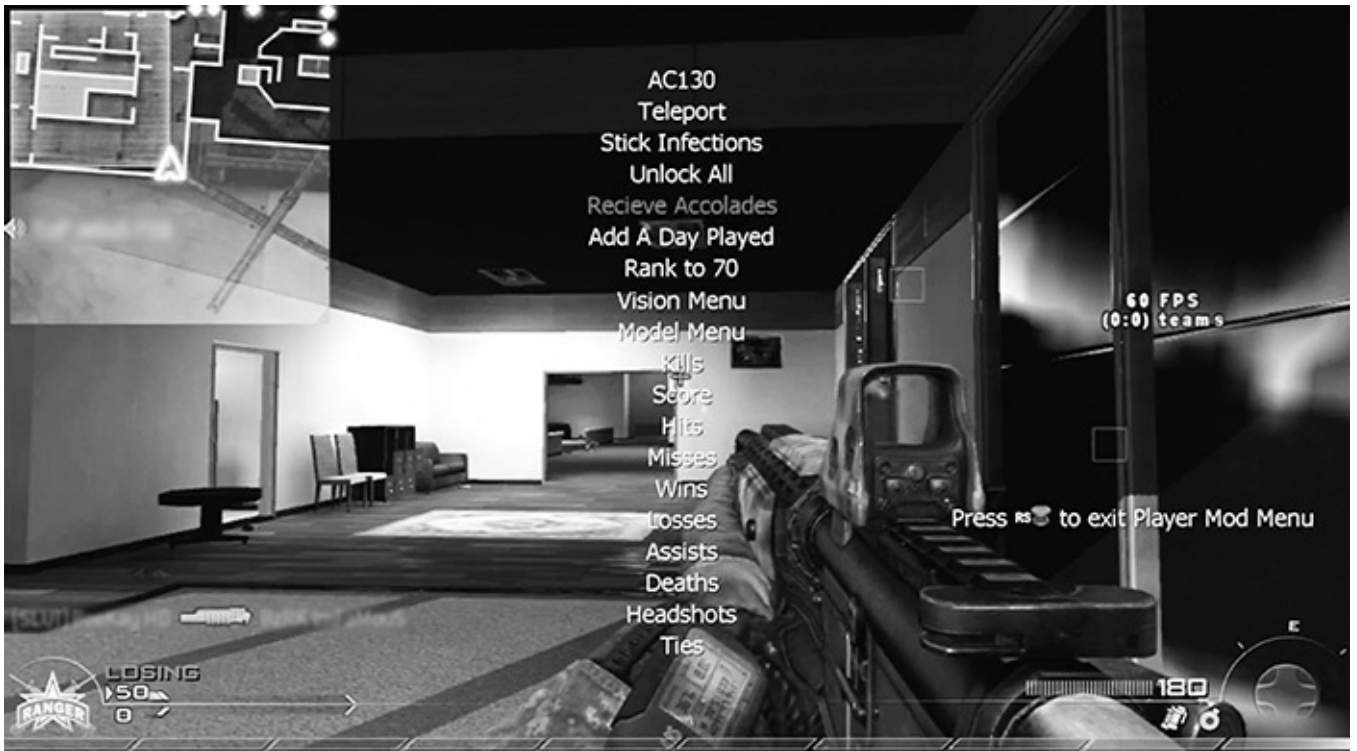 AC130
Teleport
Stick Infections
Unlock All
Recieve Accolades
Add A Day Played
Rank to 70
Vision Menu
Model Menu
Kills
Score
Hits
Misses
Wins
Losses
Assists
Deaths
Headshots
Ties
60 FPS
(0:0) teams
Press RS to exit Player Mod Menu
LOSING
50
0
RANGER
E
180